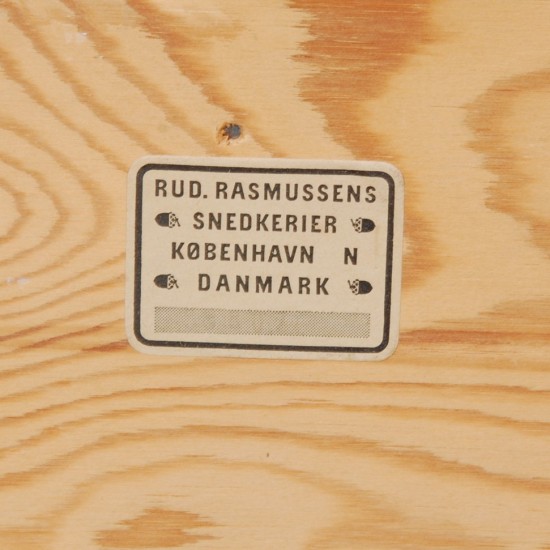 RUD. RASMUSSENS
SNEDKERIER
KØBENHAVN N
DANMARK